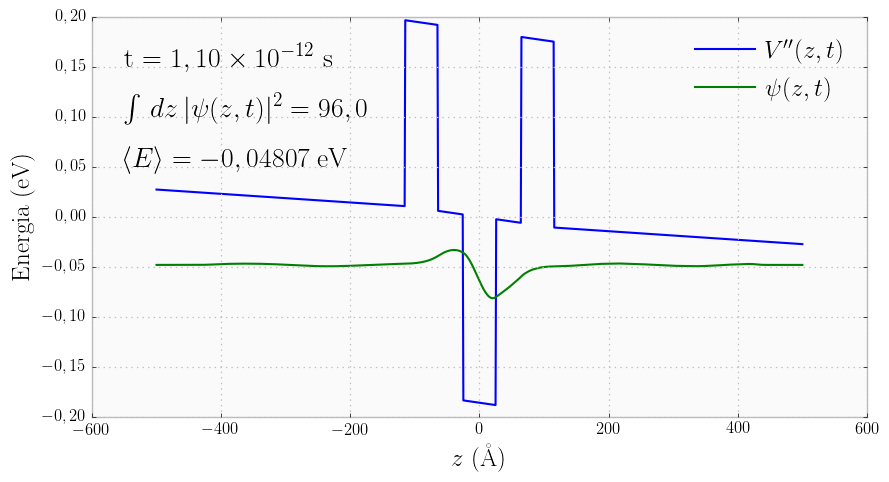 t = 1, 10 × 10⁻¹² s
∫ dz |ψ(z, t)|² = 96, 0
⟨E⟩ = −0, 04807 eV
V′′(z, t)
ψ(z, t)
Energia (eV)
0, 20
0, 15
0, 10
0, 05
0, 00
−0, 05
−0, 10
−0, 15
−0, 20
−600 −400 −200 0 200 400 600
z (Å)